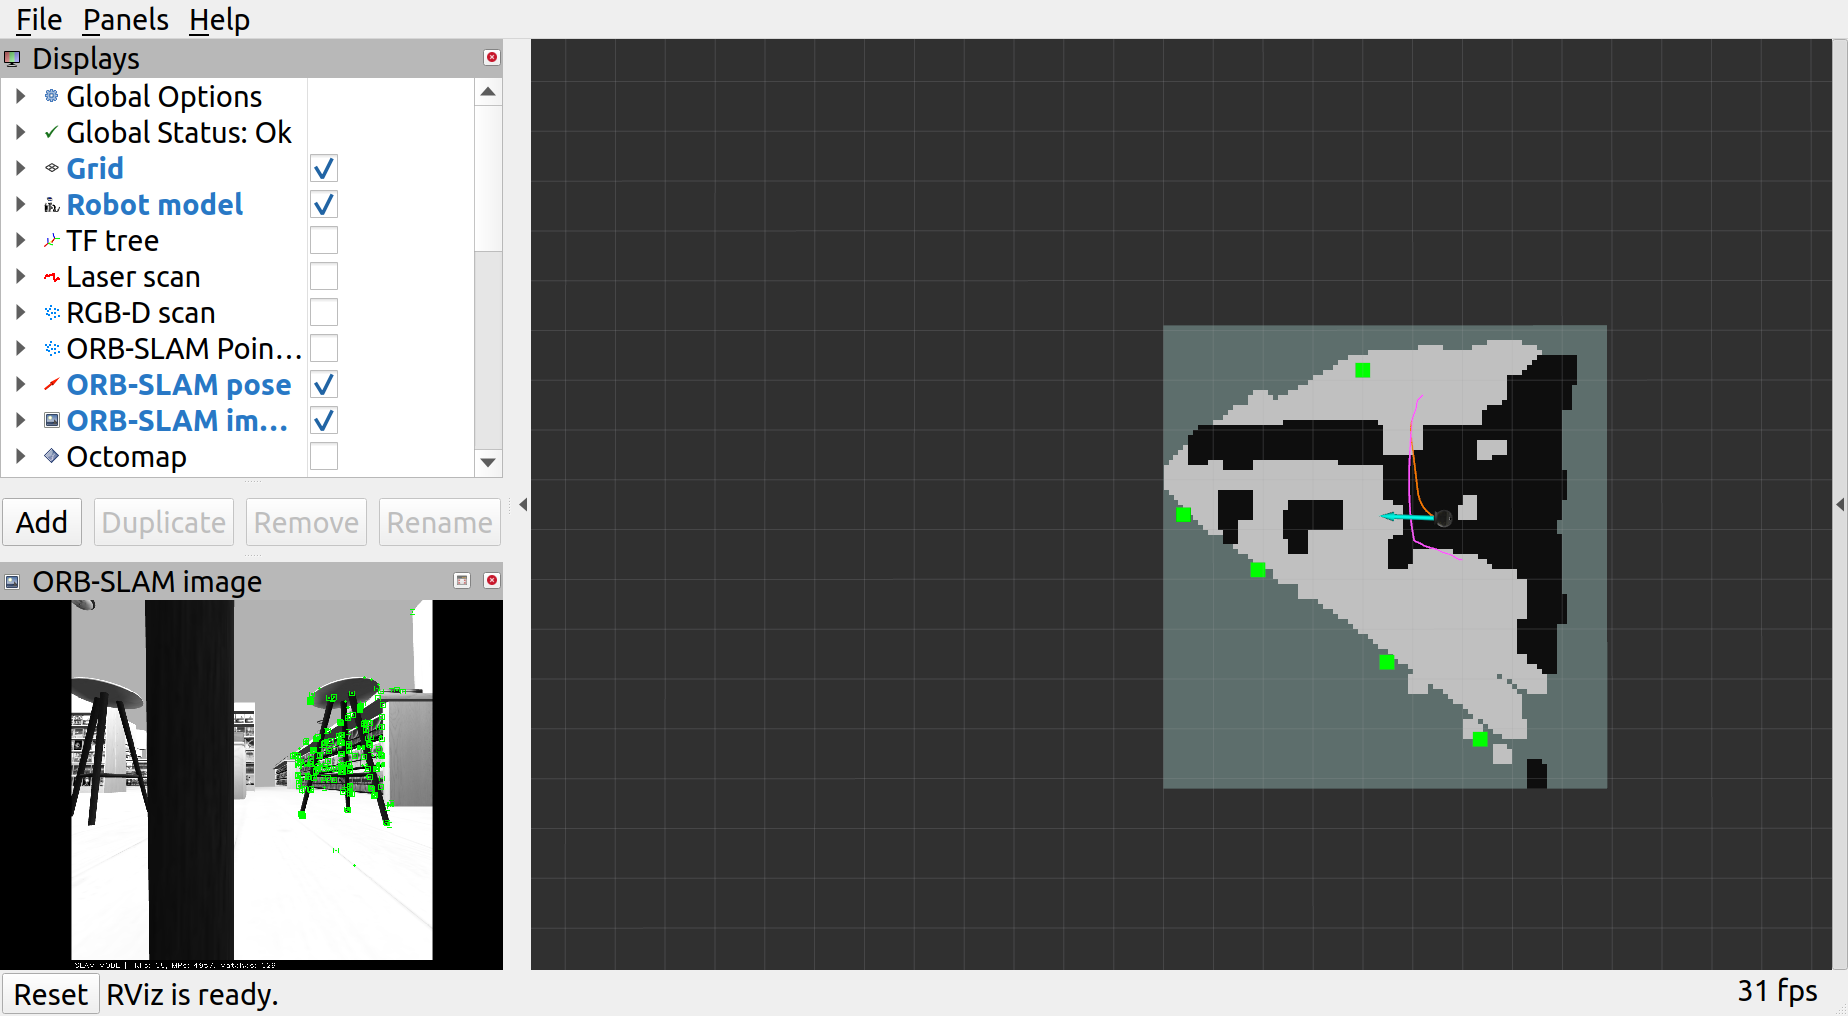 File Panels Help
Displays
Global Options
Global Status: Ok
Grid
Robot model
TF tree
Laser scan
RGB-D scan
ORB-SLAM Poin...
ORB-SLAM pose
ORB-SLAM im...
Octomap
Add Duplicate Remove Rename
ORB-SLAM image
SLAM MODE |
Reset RViz is ready.
31 fps